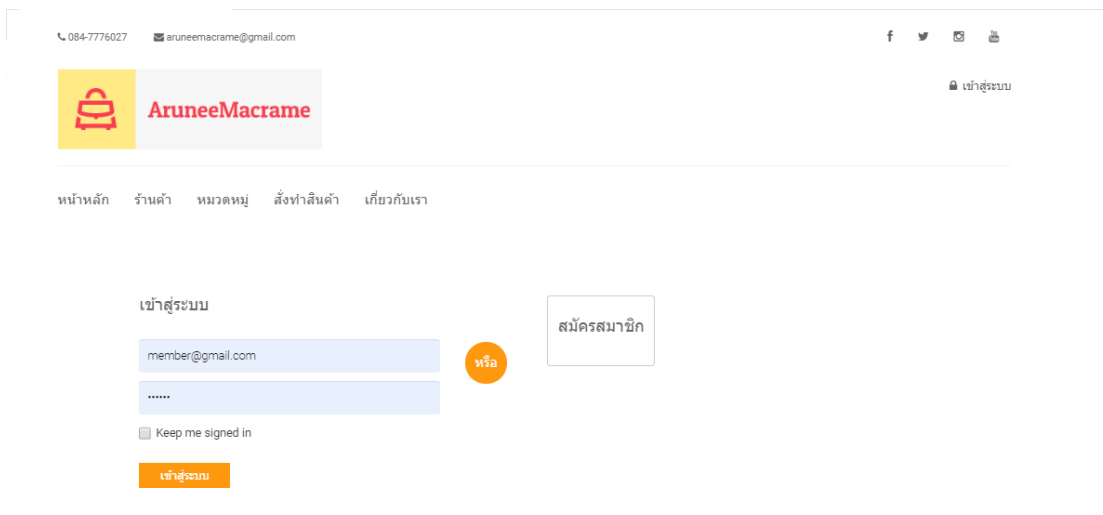 084-7776027 aruneemacrame@gmail.com
เข้าสู่ระบบ
AruneeMacrame
หน้าหลัก ร้านค้า หมวดหมู่ สั่งทำสินค้า เกี่ยวกับเรา
เข้าสู่ระบบ
สมัครสมาชิก
member@gmail.com
หรือ
••••••
Keep me signed in
เข้าสู่ระบบ